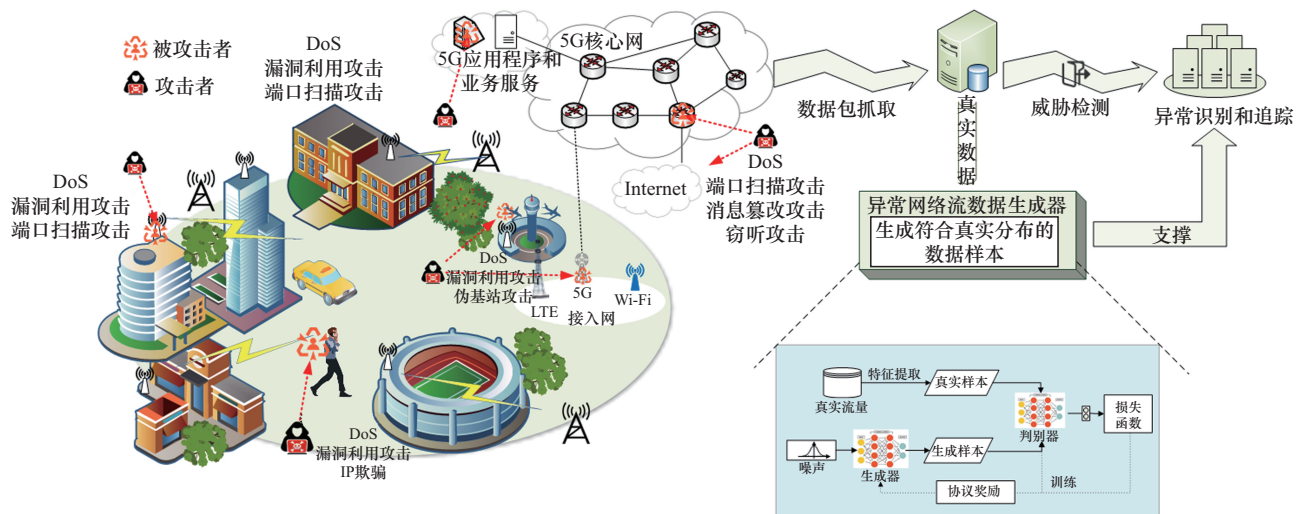 被攻击者
攻击者
DoS
漏洞利用攻击
端口扫描攻击
5G应用程序和
业务服务
5G核心网
Internet
DoS
端口扫描攻击
消息篡改攻击
窃听攻击
数据包抓取
真实数据
威胁检测
异常识别和追踪
DoS
漏洞利用攻击
端口扫描攻击
DoS
漏洞利用攻击
伪基站攻击
LTE
5G
Wi-Fi
接入网
DoS
漏洞利用攻击
IP欺骗
异常网络流数据生成器
生成符合真实分布的
数据样本
支撑
真实流量
特征提取
真实样本
噪声
生成器
生成样本
判别器
损失
函数
协议奖励
训练